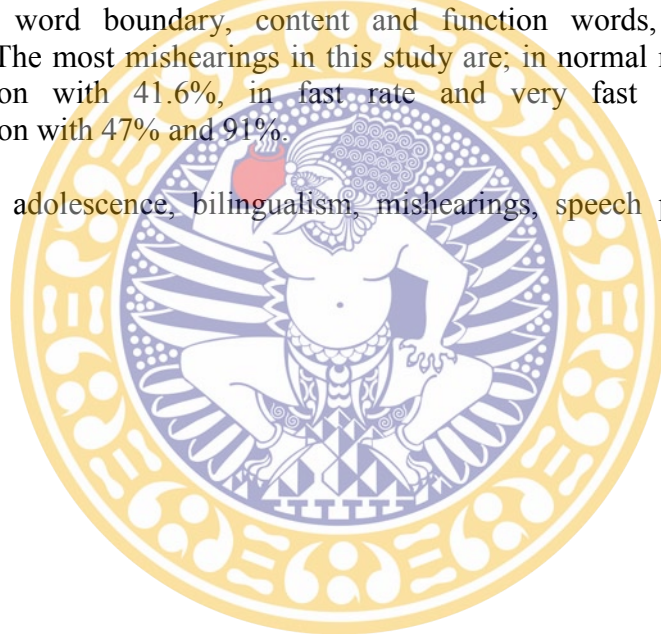 word boundary, content and function words,
The most mishearings in this study are; in normal r
on with 41.6%, in fast rate and very fast
on with 47% and 91%.
adolescence, bilingualism, mishearings, speech p